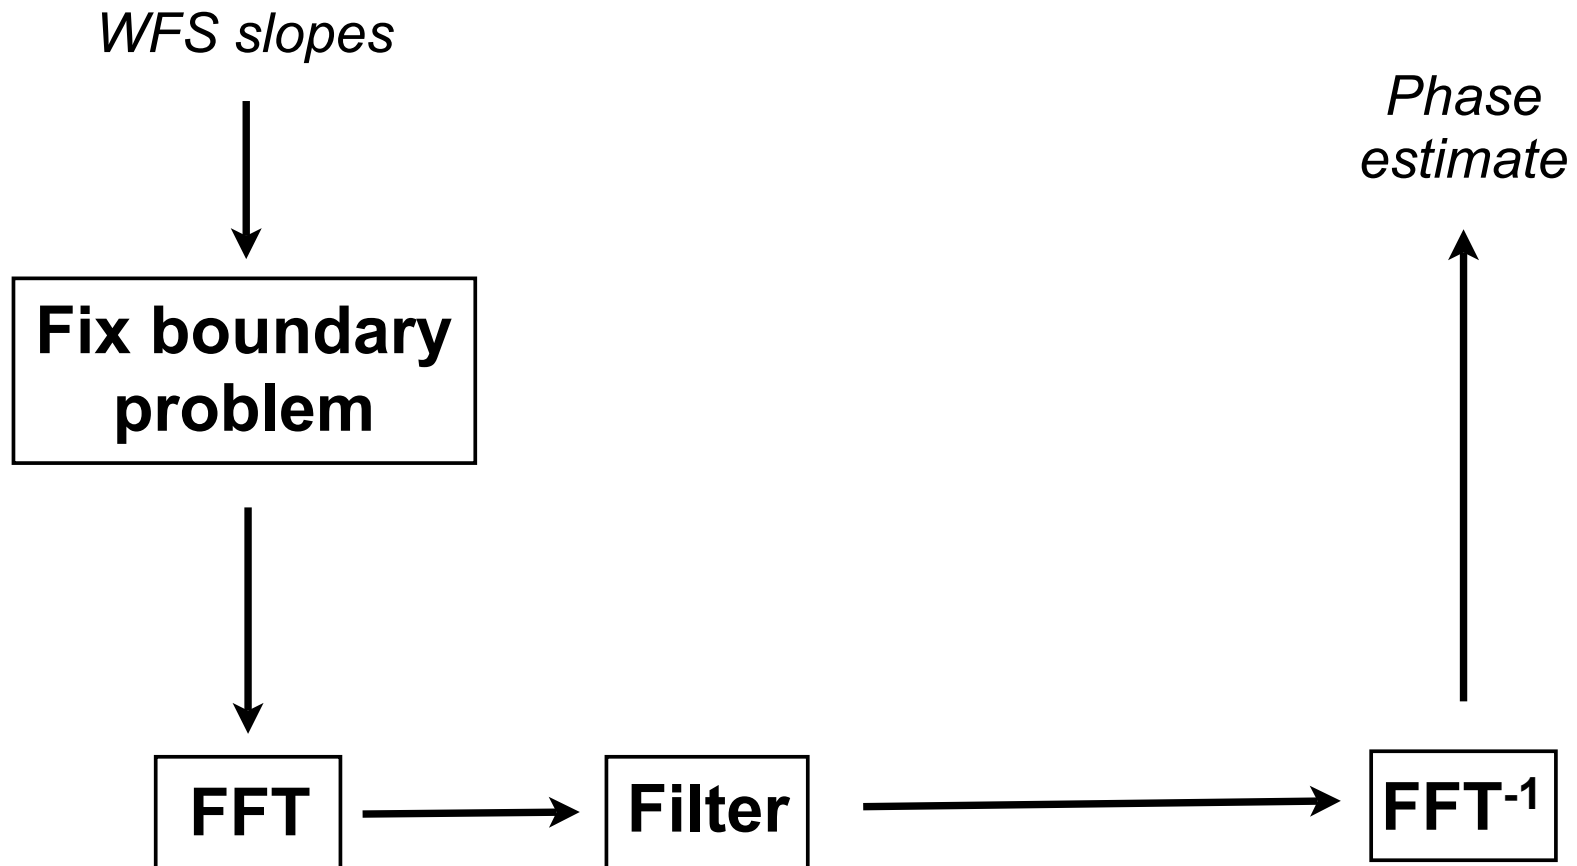 WFS slopes
Phase
estimate
Fix boundary
problem
FFT
Filter
FFT⁻¹